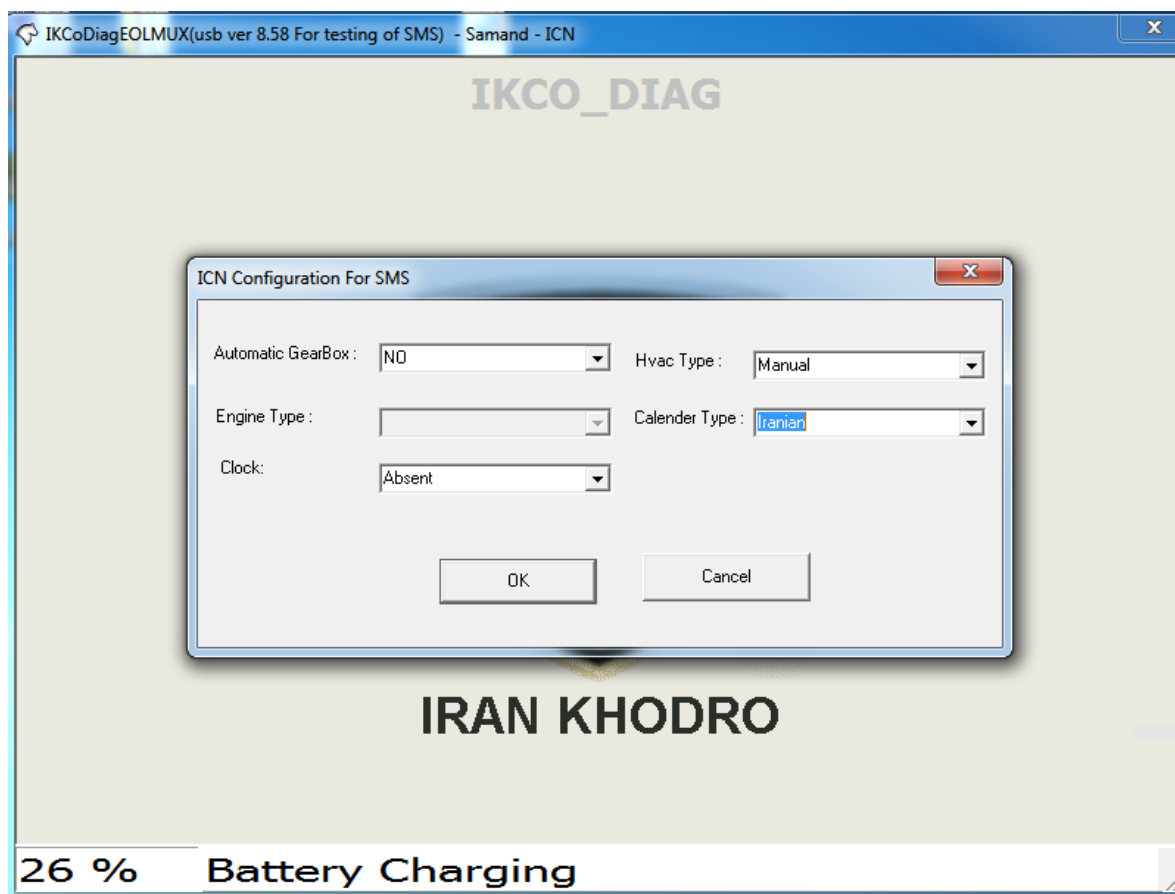 IKCoDiagEOLMUX(usb ver 8.58 For testing of SMS) - Samand - ICN
IKCO_DIAG
ICN Configuration For SMS
Automatic GearBox : NO Hvac Type : Manual
Engine Type : Calender Type : Iranian
Clock: Absent
OK Cancel
IRAN KHODRO
26 % Battery Charging